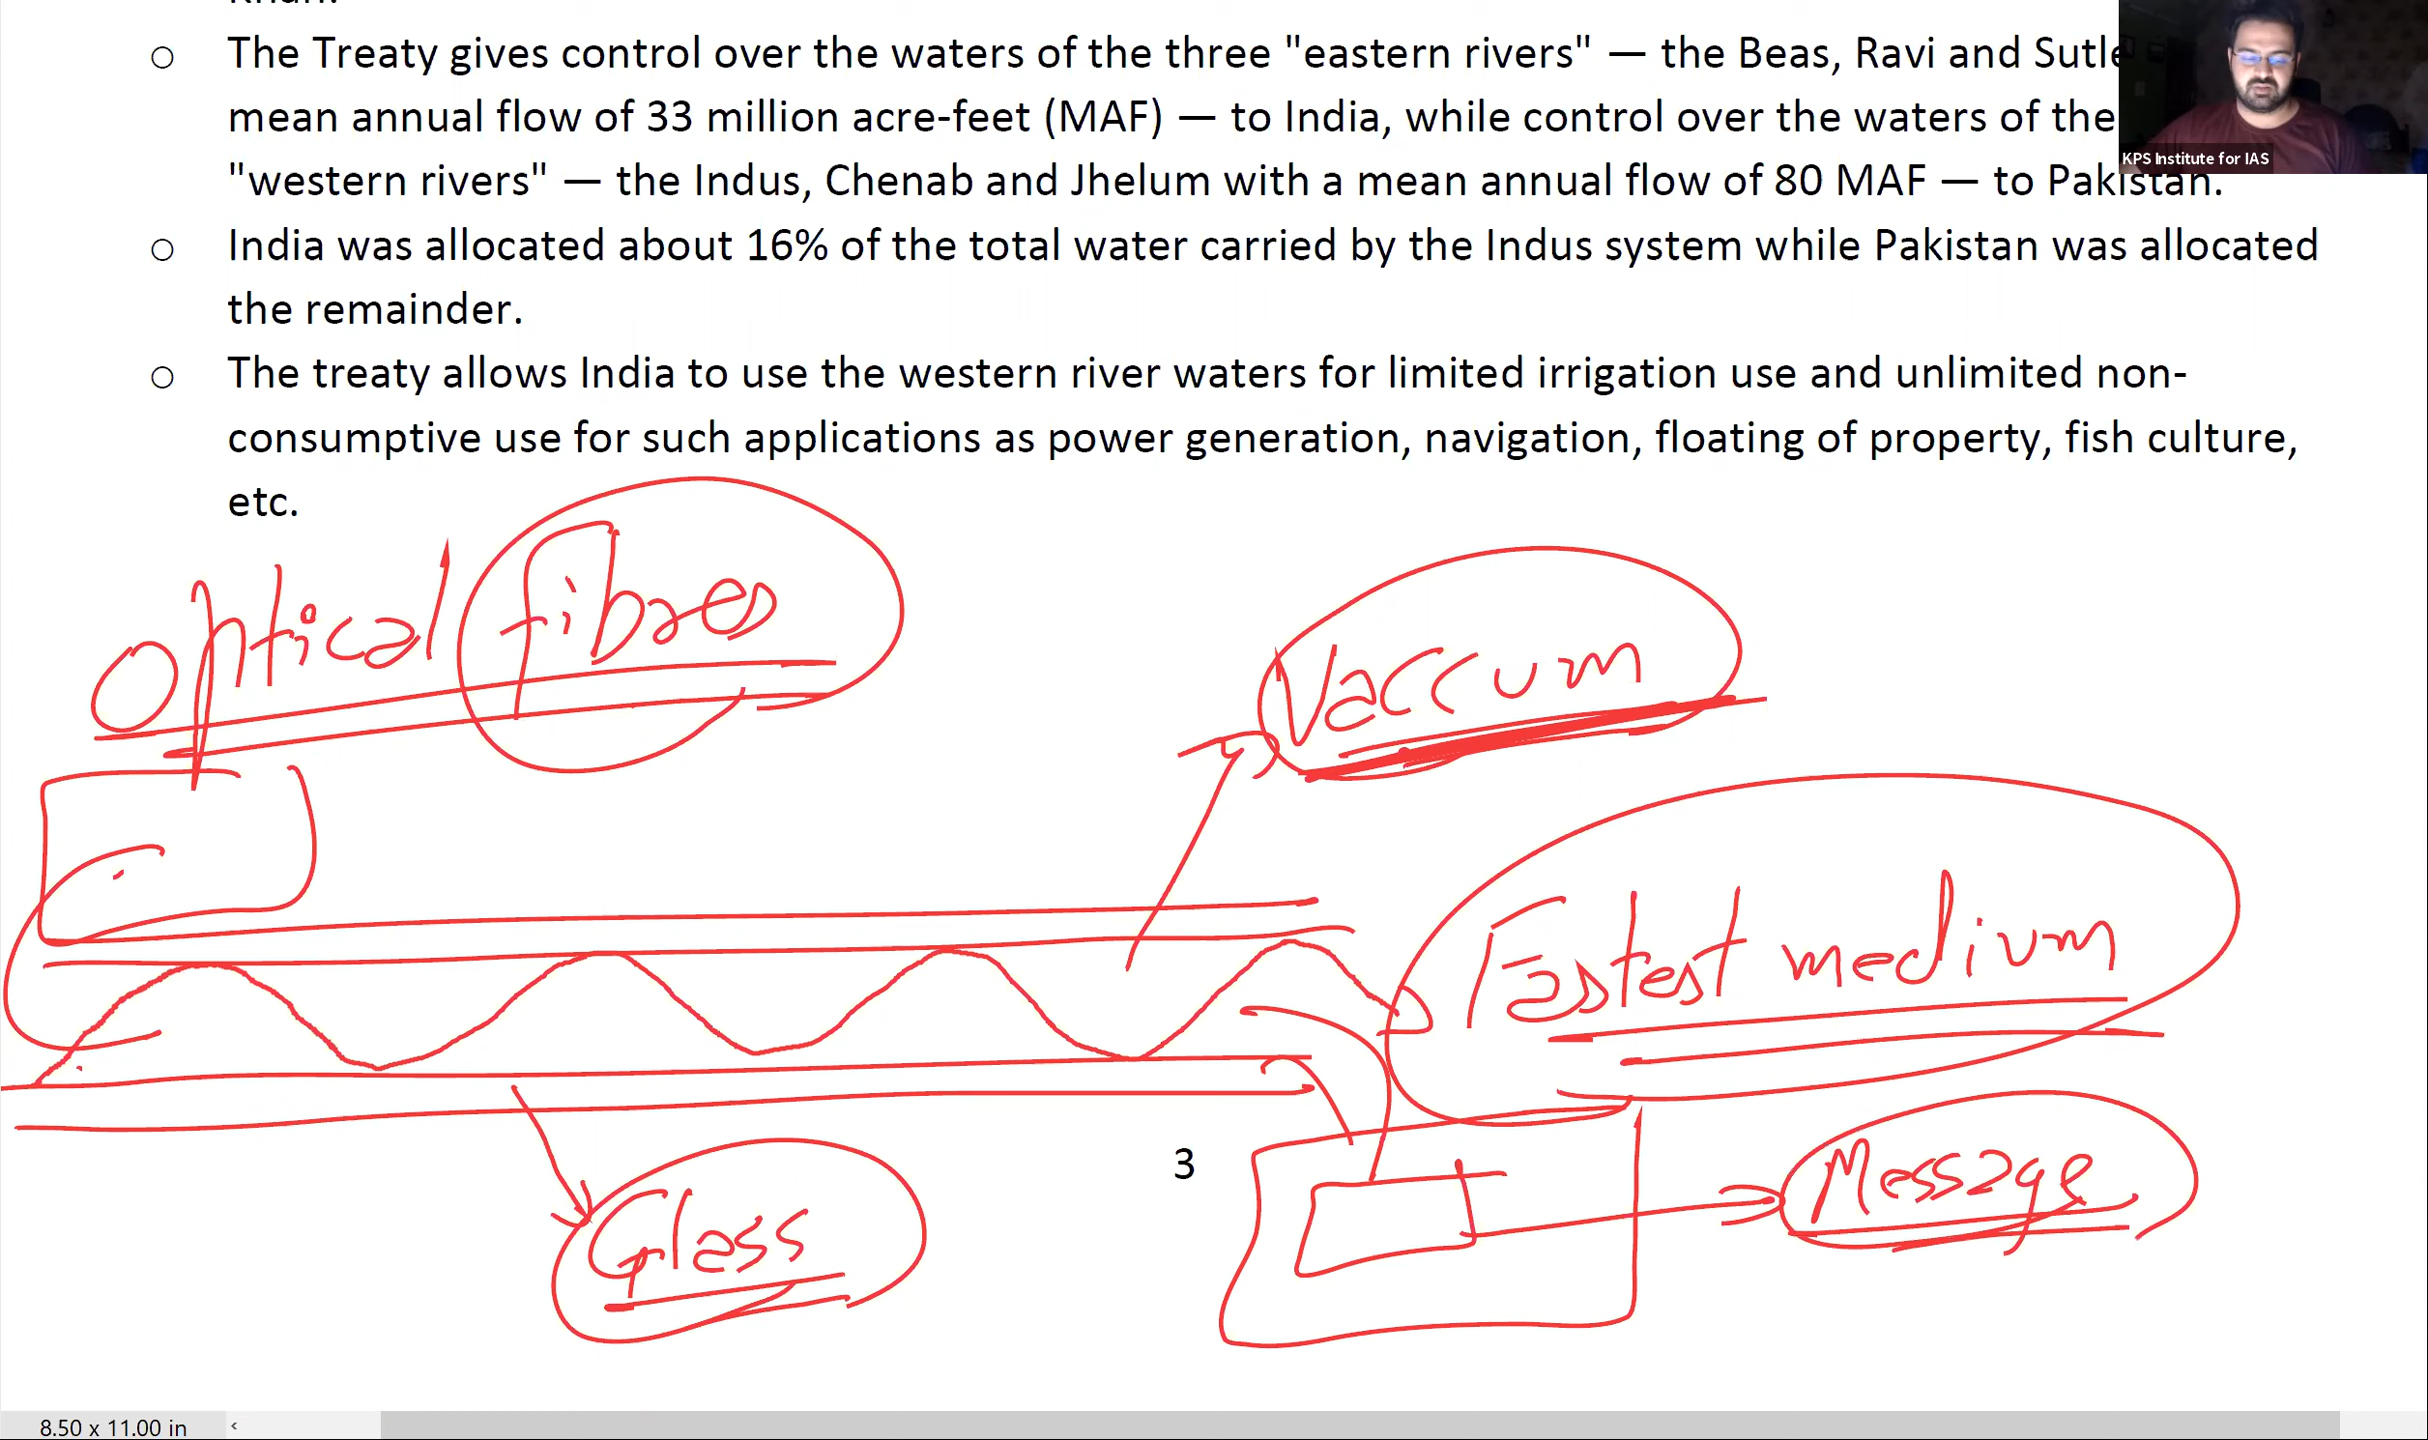 The Treaty gives control over the waters of the three "eastern rivers" — the Beas, Ravi and Sutle
mean annual flow of 33 million acre-feet (MAF) — to India, while control over the waters of the
KPS Institute for IAS
"western rivers" — the Indus, Chenab and Jhelum with a mean annual flow of 80 MAF — to Pakistan.
India was allocated about 16% of the total water carried by the Indus system while Pakistan was allocated
the remainder.
The treaty allows India to use the western river waters for limited irrigation use and unlimited non-
consumptive use for such applications as power generation, navigation, floating of property, fish culture,
etc.
Optical fibres
Vaccum
Fastest medium
3
Message
Glass
8.50 x 11.00 in